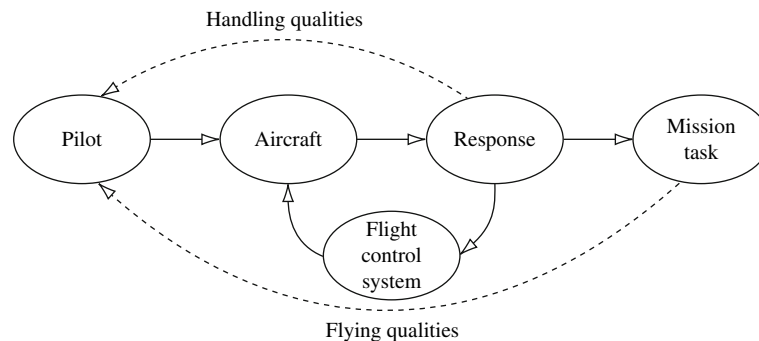 Handling qualities
Pilot
Aircraft
Response
Mission
task
Flight
control
system
Flying qualities